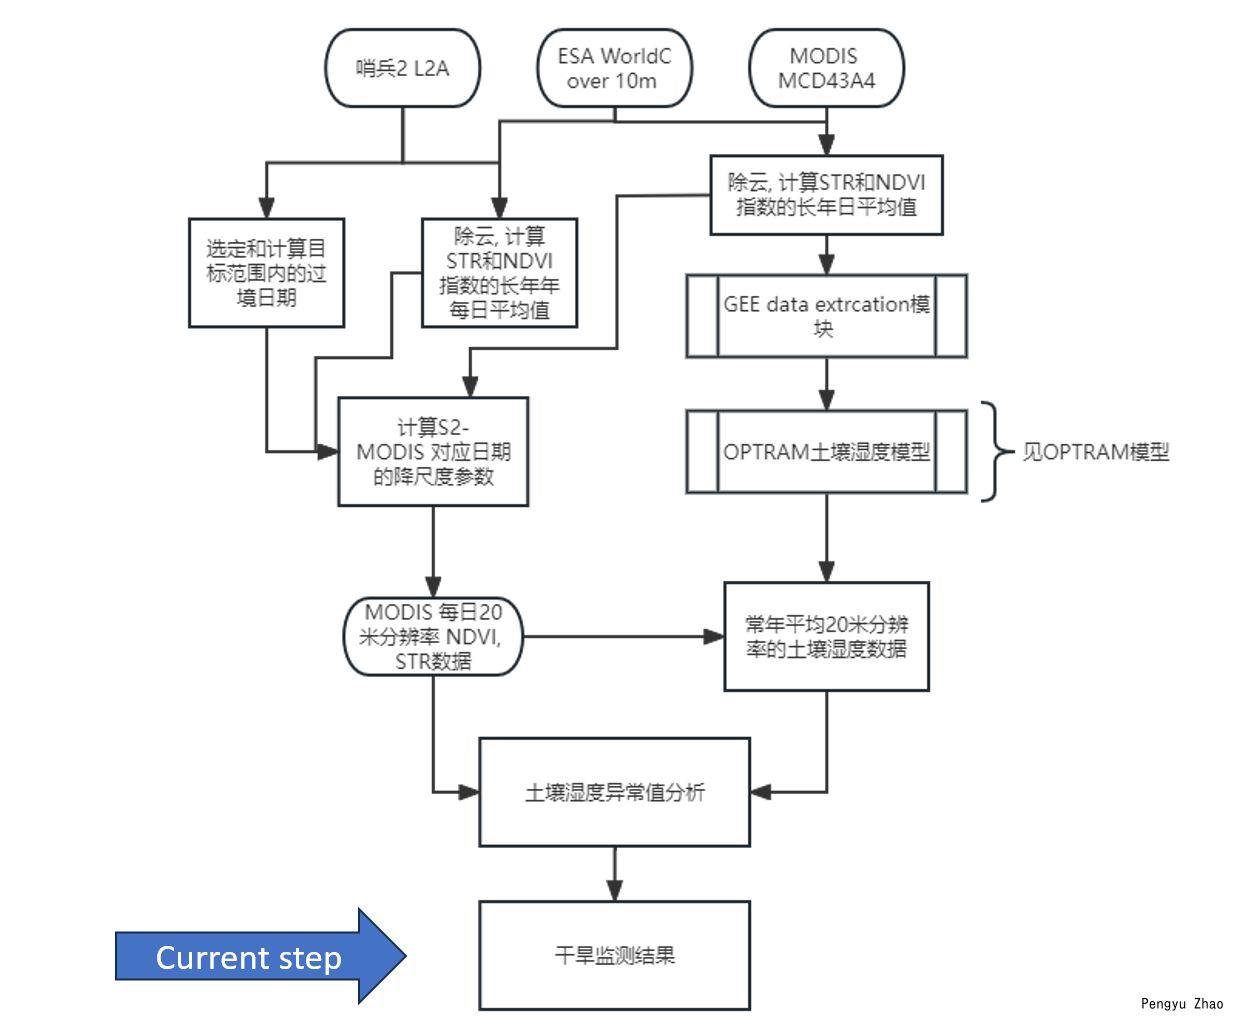 哨兵2 L2A
ESA WorldC
over 10m
MODIS
MCD43A4
除云, 计算STR和NDVI
指数的长年日平均值
选定和计算目
标范围内的过
境日期
除云, 计算
STR和NDVI
指数的长年年
每日平均值
GEE data extrcation模
块
计算S2-
MODIS 对应日期
的降尺度参数
OPTRAM土壤湿度模型
见OPTRAM模型
MODIS 每日20
米分辨率 NDVI,
STR数据
常年平均20米分辨
率的土壤湿度数据
土壤湿度异常值分析
Current step
干旱监测结果
Pengyu Zhao